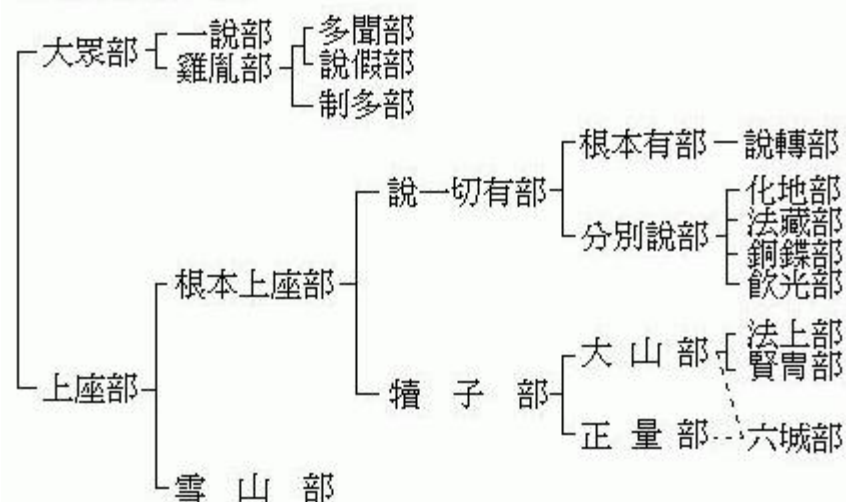 大眾部
一說部
雞胤部
多聞部
說假部
制多部
上座部
根本上座部
雪山部
說一切有部
根本有部
說轉部
分別說部
化地部
法藏部
銅鍱部
飲光部
犢子部
大山部
法上部
賢冑部
正量部
六城部